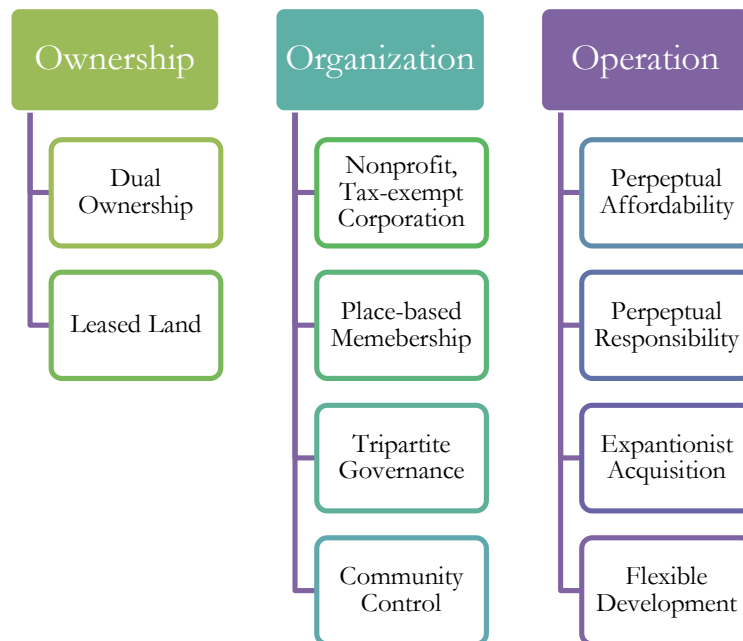 Ownership
Dual
Ownership
Leased Land
Organization
Nonprofit,
Tax-exempt
Corporation
Place-based
Memebership
Tripartite
Governance
Community
Control
Operation
Perpeptual
Affordability
Perpeptual
Responsibility
Expantionist
Acquisition
Flexible
Development